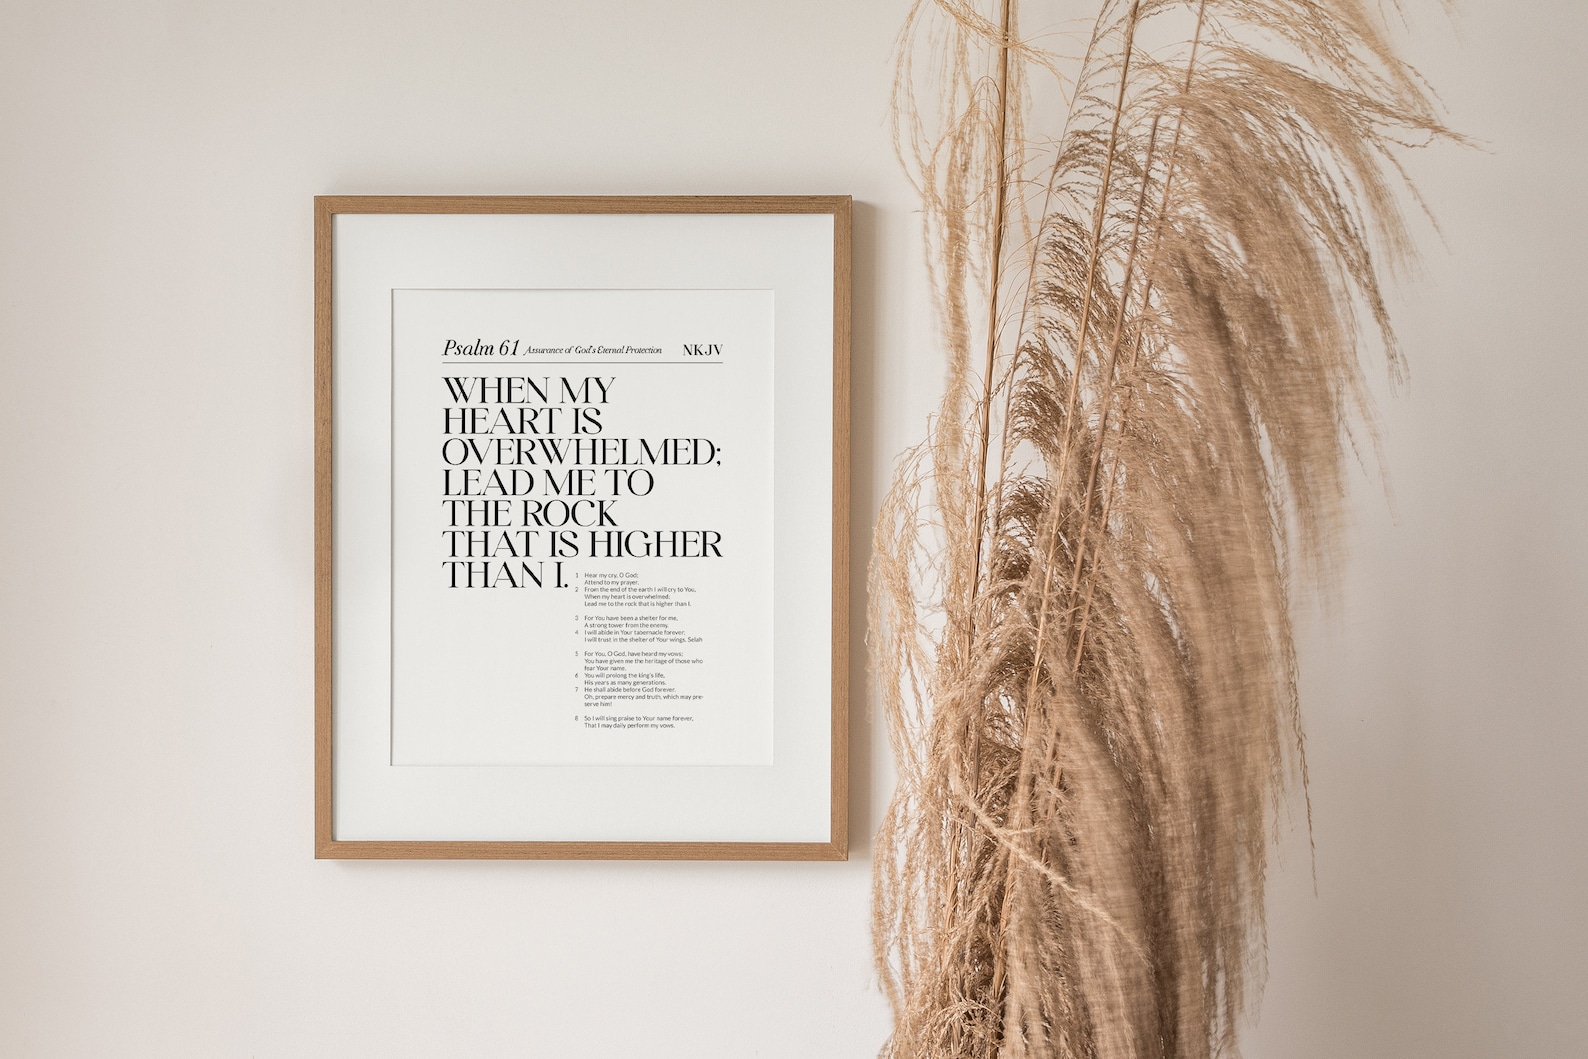 Psalm 61 Assurance of God's Eternal Protection NKJV
WHEN MY
HEART IS
OVERWHELMED;
LEAD ME TO
THE ROCK
THAT IS HIGHER
THAN I.
1 Hear my cry, O God;
Attend to my prayer.
2 From the end of the earth I will cry to You,
When my heart is overwhelmed;
Lead me to the rock that is higher than I.
3 For You have been a shelter for me,
A strong tower from the enemy.
4 I will abide in Your tabernacle forever;
I will trust in the shelter of Your wings. Selah
5 For You, O God, have heard my vows;
You have given me the heritage of those who
fear Your name.
6 You will prolong the king's life,
His years as many generations.
7 He shall abide before God forever.
Oh, prepare mercy and truth, which may pre-
serve him!
8 So I will sing praise to Your name forever,
That I may daily perform my vows.